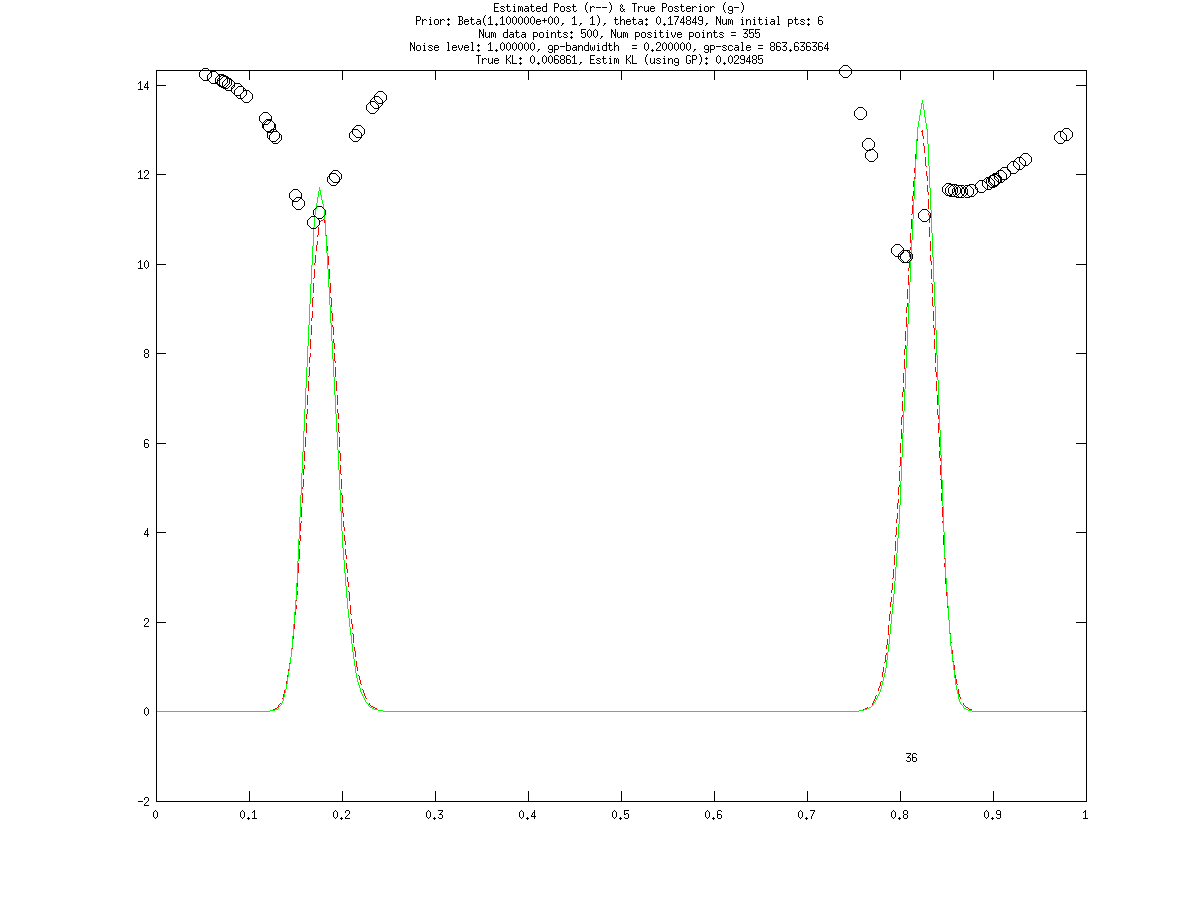 Estimated Post (r--) & True Posterior (g-)
Prior: Beta(1.100000e+00, 1, 1), theta: 0.174849, Num initial pts: 6
Num data points: 500, Num positive points = 355
Noise level: 1.000000, gp-bandwidth  = 0.200000, gp-scale = 863.636364
True KL: 0.006861, Estim KL (using GP): 0.029485
14
12
10
8
6
4
2
0
36
-2
0 0.1 0.2 0.3 0.4 0.5 0.6 0.7 0.8 0.9 1